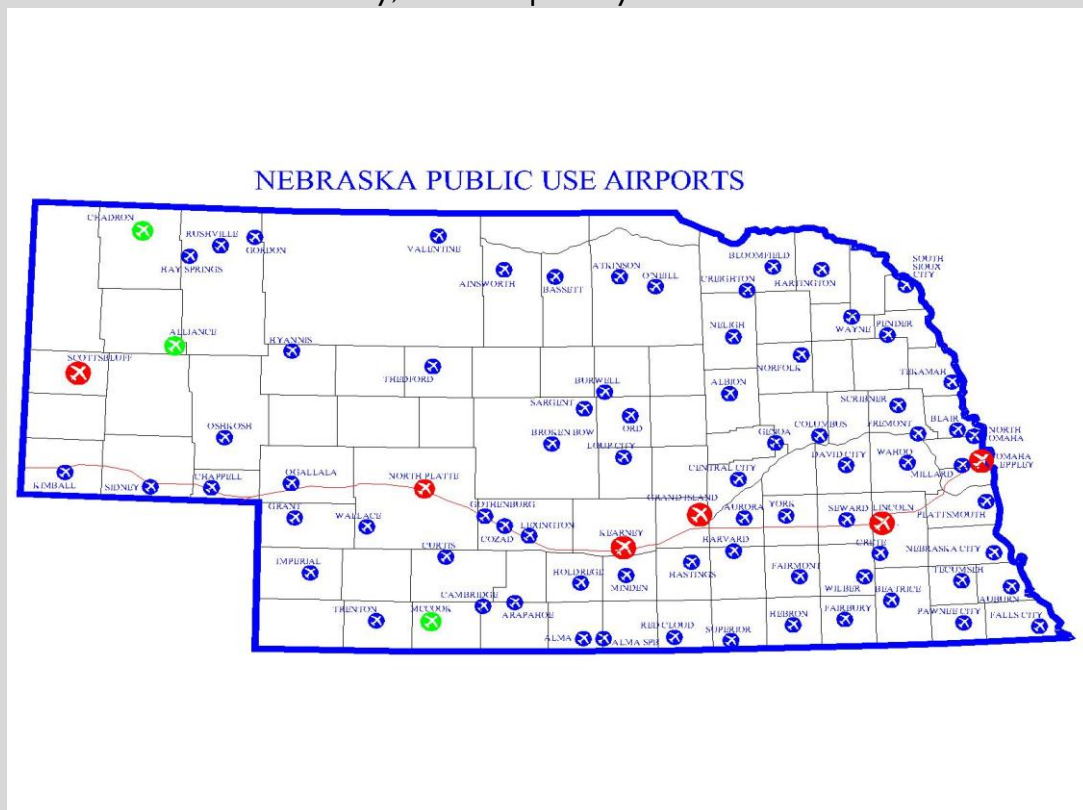 NEBRASKA PUBLIC USE AIRPORTS
CHADRON
RUSHVILLE
GORDON
HAY SPRINGS
VALENTINE
AINSWORTH
BASSETT
ATKINSON
O'NEILL
BLOOMFIELD
CREIGHTON
HARTINGTON
SOUTH
SIOUX
CITY
ALLIANCE
SCOTTSBLUFF
HYANNIS
THEDFORD
NELIGH
WAYNE
PENDER
NORFOLK
TEKAMAH
BURWELL
SARGENT
ORD
ALBION
SCRIBNER
BLAIR
OSHKOSH
BROKEN BOW
LOUP CITY
GENOA
COLUMBUS
FREMONT
NORTH
OMAHA
OMAHA
EPPLEY
KIMBALL
SIDNEY
CHAPPELL
OGALLALA
NORTH PLATTE
CENTRAL CITY
DAVID CITY
WAHOO
MILLARD
GRANT
WALLACE
GOTHENBURG
COZAD
LEXINGTON
KEARNEY
GRAND ISLAND
AURORA
YORK
SEWARD
LINCOLN
PLATTSMOUTH
IMPERIAL
CURTIS
HOLDREGE
MINDEN
HASTINGS
HARVARD
FAIRMONT
CRETE
WILBER
NEBRASKA CITY
BEATRICE
TECUMSEH
AUBURN
TRENTON
MCCOOK
CAMBRIDGE
ARAPAHOE
ALMA
ALMA SPB
RED CLOUD
SUPERIOR
HEBRON
FAIRBURY
PAWNEE CITY
FALLS CITY